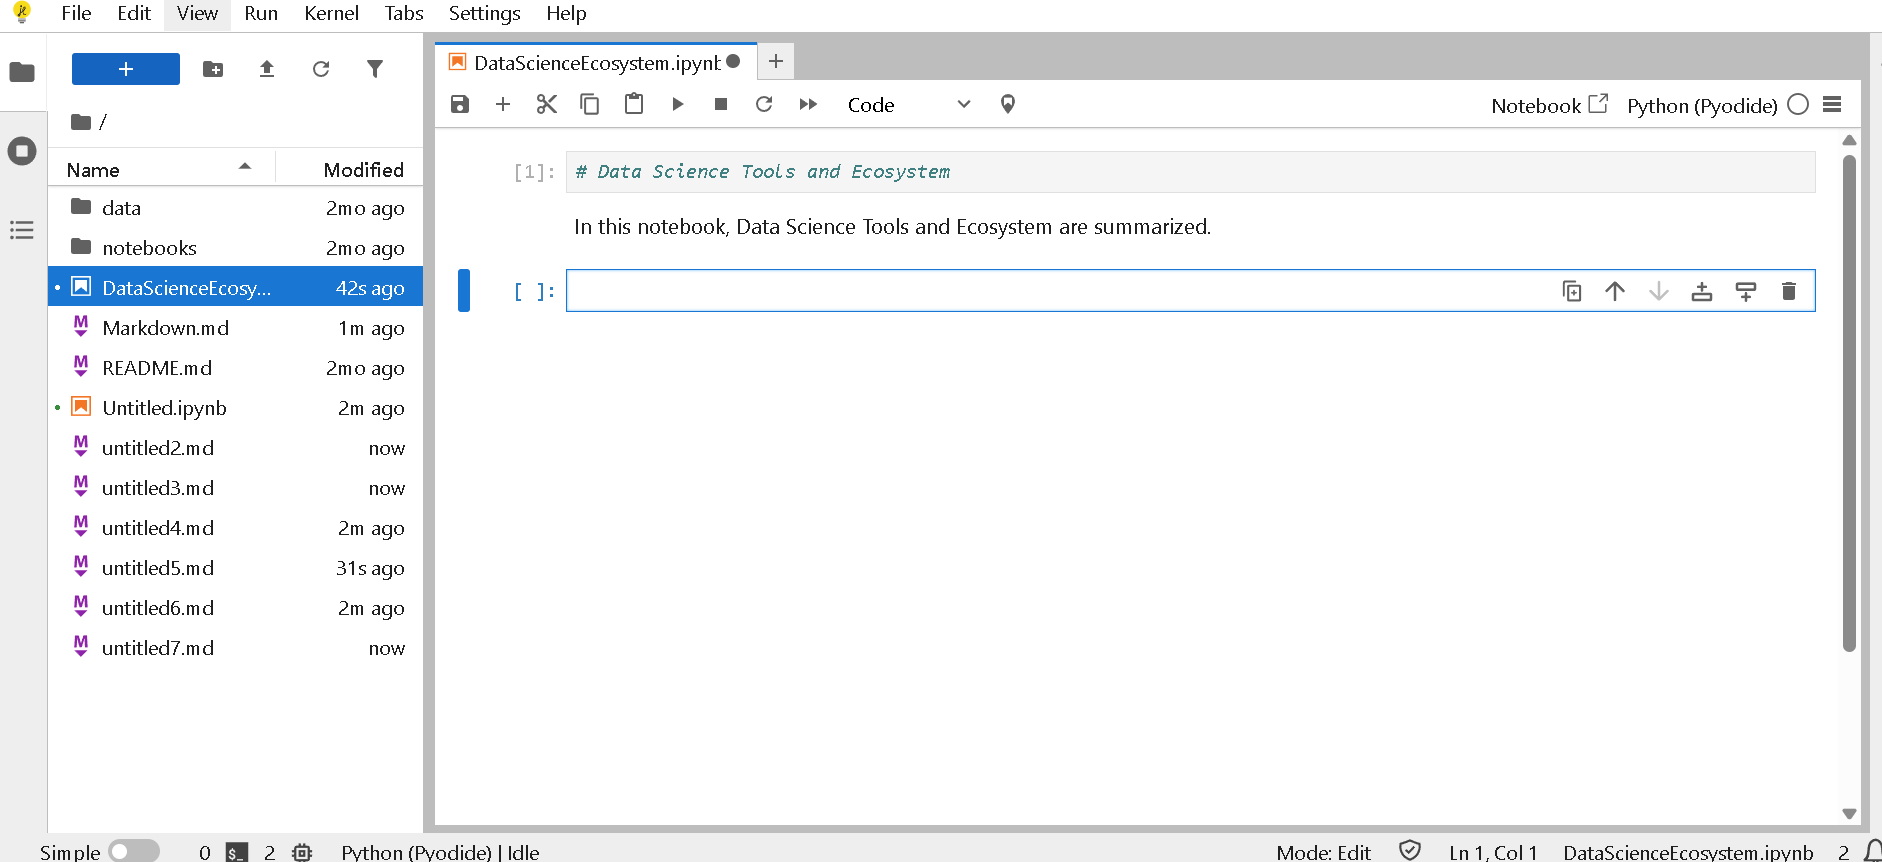 File Edit View Run Kernel Tabs Settings Help
DataScienceEcosystem.ipynb
Code
Notebook
Python (Pyodide)
/
Name Modified
data 2mo ago
notebooks 2mo ago
DataScienceEcosy... 42s ago
Markdown.md 1m ago
README.md 2mo ago
Untitled.ipynb 2m ago
untitled2.md now
untitled3.md now
untitled4.md 2m ago
untitled5.md 31s ago
untitled6.md 2m ago
untitled7.md now
[1]: # Data Science Tools and Ecosystem
In this notebook, Data Science Tools and Ecosystem are summarized.
[ ]:
Simple 0 $_ 2 Python (Pyodide) | Idle Mode: Edit Ln 1, Col 1 DataScienceEcosystem.ipynb 2